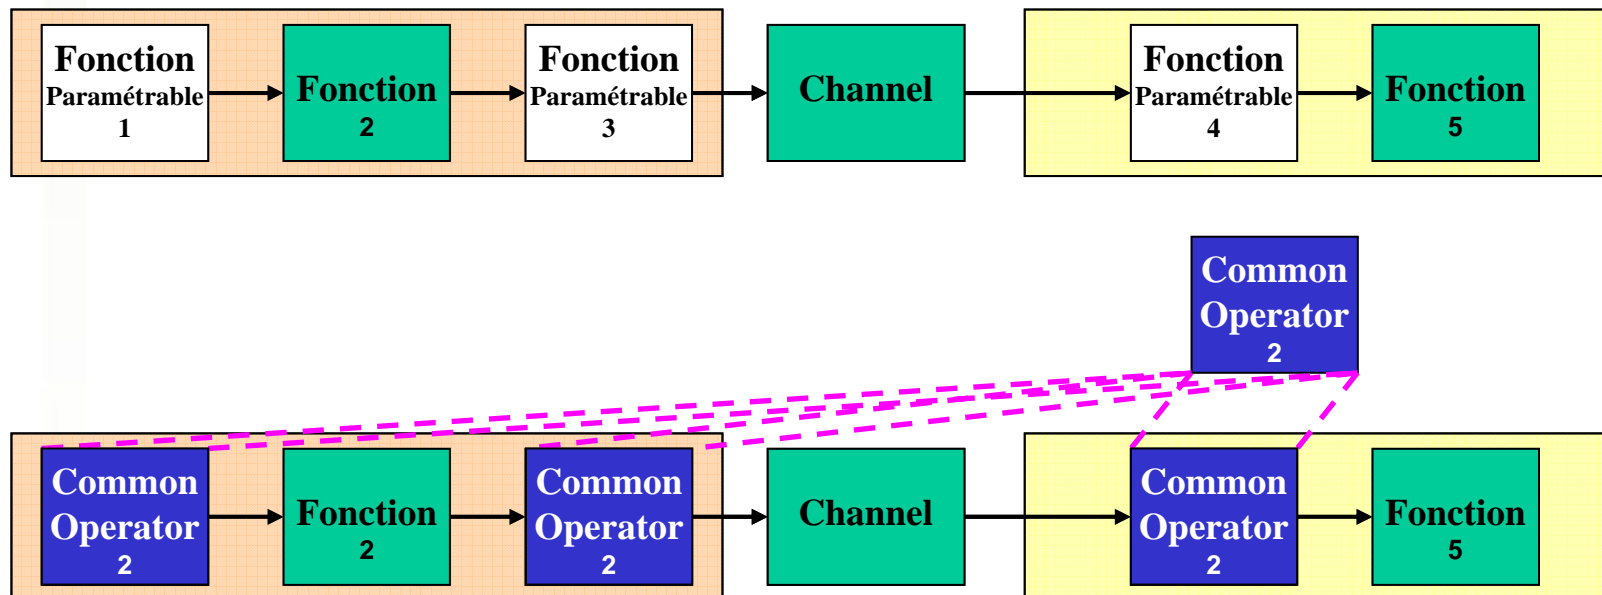 Fonction
Paramétrable
1
Fonction
2
Fonction
Paramétrable
3
Channel
Fonction
Paramétrable
4
Fonction
5
Common
Operator
2
Common
Operator
2
Fonction
2
Common
Operator
2
Channel
Common
Operator
2
Fonction
5